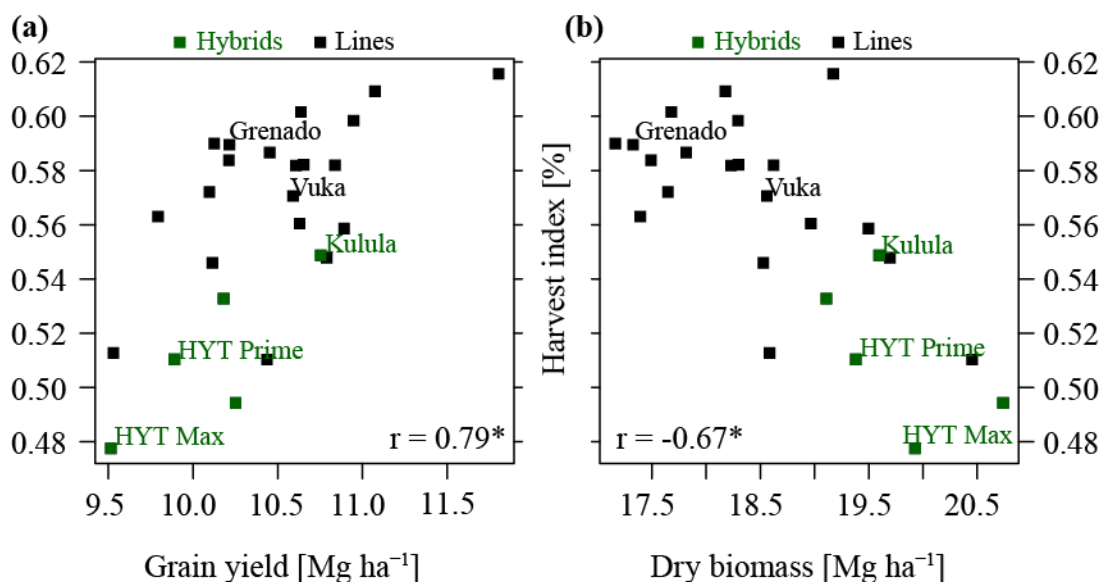 (a)
Hybrids Lines
0.62
0.60
0.58
0.56
0.54
0.52
0.50
0.48
Grenado
Vuka
Kulula
HYT Prime
HYT Max
r = 0.79*
9.5 10.0 10.5 11.0 11.5
Grain yield [Mg ha⁻¹]
Harvest index [%]
(b)
Hybrids Lines
Grenado
Vuka
Kulula
HYT Prime
HYT Max
r = -0.67*
0.62
0.60
0.58
0.56
0.54
0.52
0.50
0.48
17.5 18.5 19.5 20.5
Dry biomass [Mg ha⁻¹]